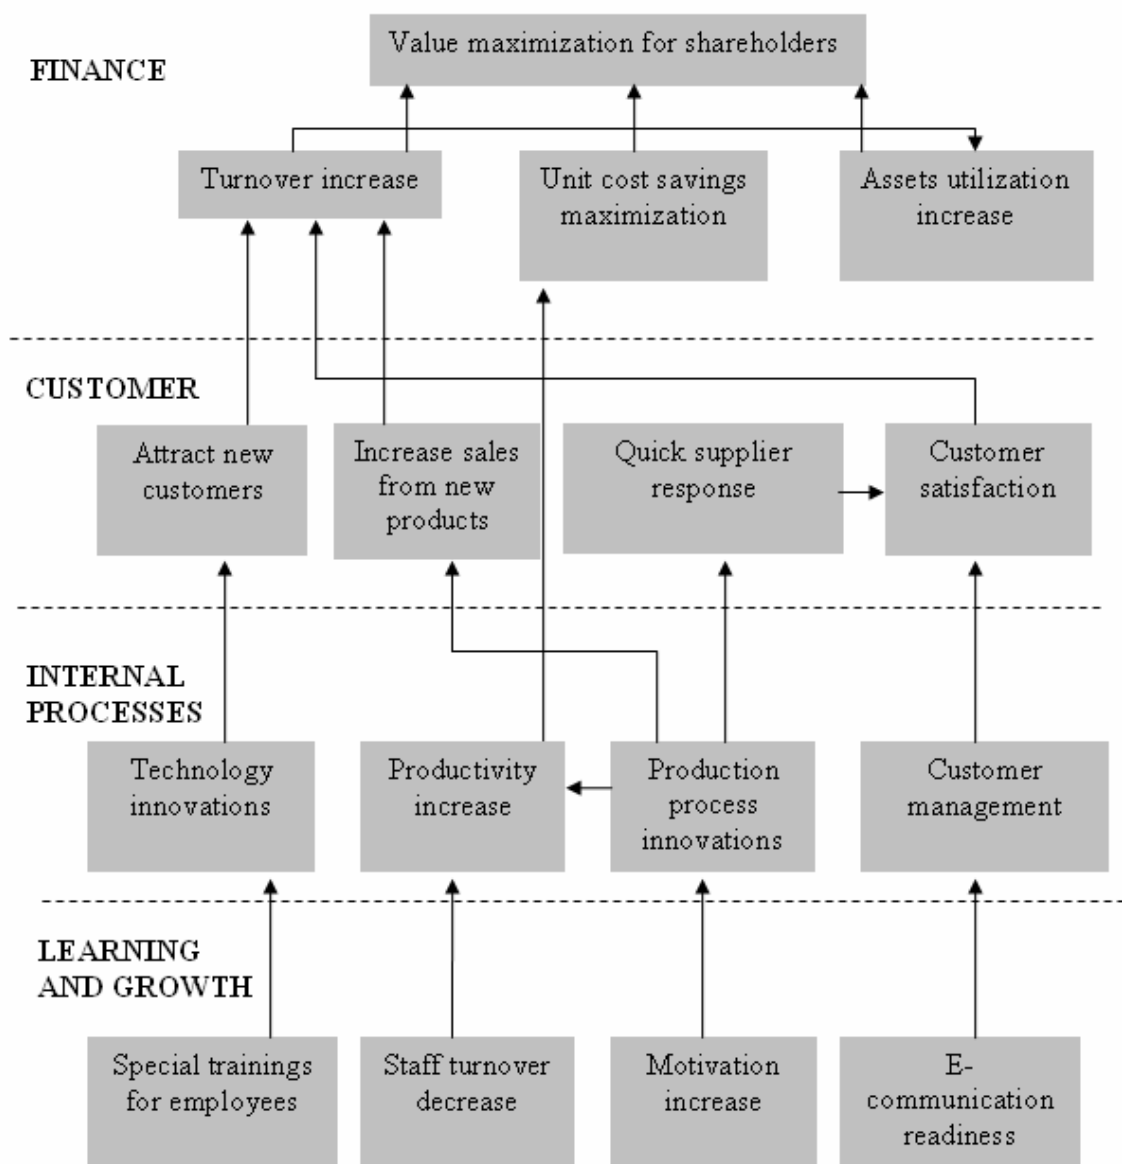 Value maximization for shareholders
FINANCE
Turnover increase
Unit cost savings
maximization
Assets utilization
increase
CUSTOMER
Attract new
customers
Increase sales
from new
products
Quick supplier
response
Customer
satisfaction
INTERNAL
PROCESSES
Technology
innovations
Productivity
increase
Production
process
innovations
Customer
management
LEARNING
AND GROWTH
Special trainings
for employees
Staff turnover
decrease
Motivation
increase
E-
communication
readiness